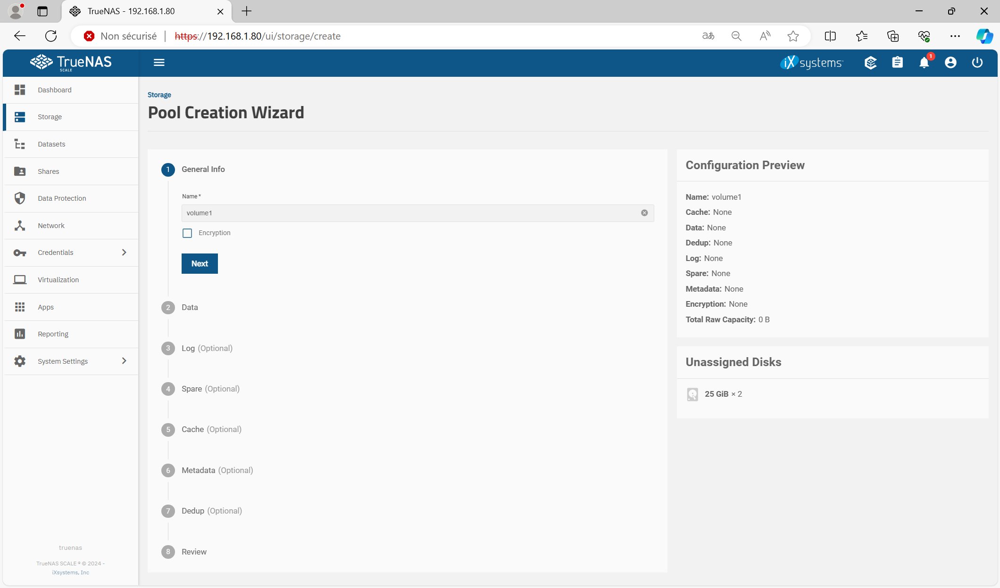 TrueNAS - 192.168.1.80
Non sécurisé
https://192.168.1.80/ui/storage/create
aあ
TrueNAS
SCALE
iXsystems
1
Dashboard
Storage
Datasets
Shares
Data Protection
Network
Credentials
Virtualization
Apps
Reporting
System Settings
truenas
TrueNAS SCALE ® © 2024 -
iXsystems, Inc
Storage
Pool Creation Wizard
1 General Info
Name *
volume1
Encryption
Next
2 Data
3 Log (Optional)
4 Spare (Optional)
5 Cache (Optional)
6 Metadata (Optional)
7 Dedup (Optional)
8 Review
Configuration Preview
Name: volume1
Cache: None
Data: None
Dedup: None
Log: None
Spare: None
Metadata: None
Encryption: None
Total Raw Capacity: 0 B
Unassigned Disks
25 GiB × 2